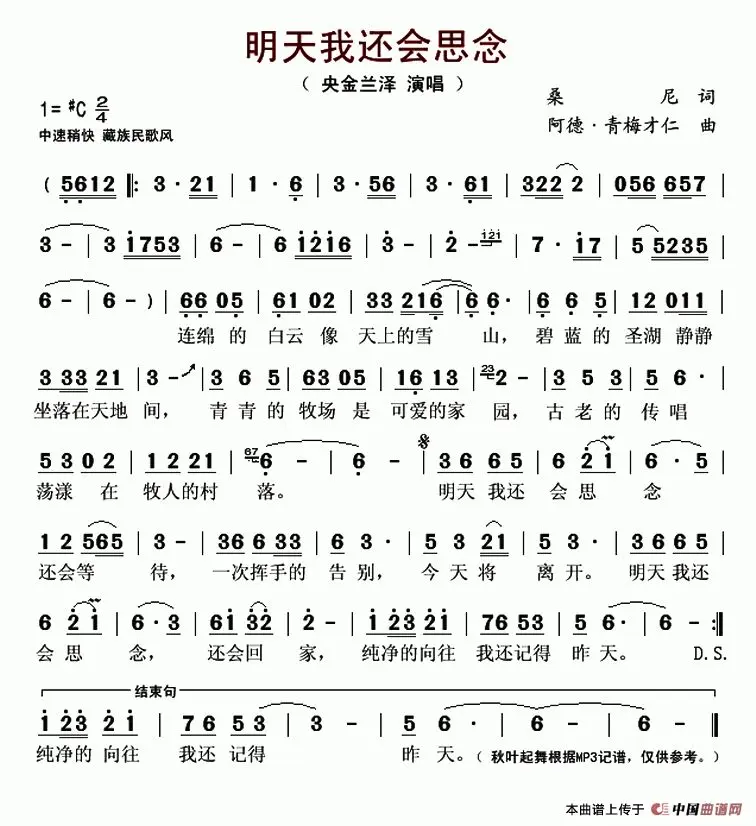 明天我还会思念
（ 央金兰泽 演唱 ）
1= #C 2/4
桑 尼 词
中速稍快 藏族民歌风
阿德·青梅才仁 曲
( 5612 |: 3 · 21 | 1 · 6 | 3 · 56 | 3 · 61 | 322 2 | 056 657 |
3 - | 3 1753 | 6 - | 6 1216 | 3 - | 2 - 121 | 7 · 17 | 5 5235 |
6 - | 6 - ) | 66 05 | 61 02 | 33 216 | 6 6 · | 6 6 5 | 12 011 |
连绵 的 白云 像 天上的雪 山， 碧 蓝 的 圣湖 静静
3 33 21 | 3 - ↗ | 3 6 5 | 63 05 | 16 13 | 23 2 - | 3 5 3 | 5 6 · |
坐落在天地 间， 青 青 的 牧场 是 可爱的家 园， 古 老 的 传 唱
5 3 0 2 | 1 2 21 | 67 6 - | 6 - | 3 6 6 5 | 6 2 1 | 6 · 5 |
荡漾 在 牧人的村 落。 明天 我还 会 思 念
1 2 565 | 3 - | 36 6 33 | 6 6 · | 5 3 21 | 5 3 · | 3 6 6 5 |
还会等 待， 一次挥手的 告 别， 今 天 将 离 开。 明天 我还
6 2 1 | 6 · 3 | 61 32 | 2 · | 1 23 21 | 76 53 | 5 6 · | 6 - :|
会 思 念， 还会回 家， 纯净的 向往 我还 记得 昨 天。 D.S.
结束句
1 23 2 1 | 7 6 5 3 | 3 · | 5 6 · | 6 - | 6 - ‖
纯净的 向往 我还 记得 昨 天。 （ 秋叶起舞根据MP3记谱，仅供参考。）
本曲谱上传于 中国曲谱网